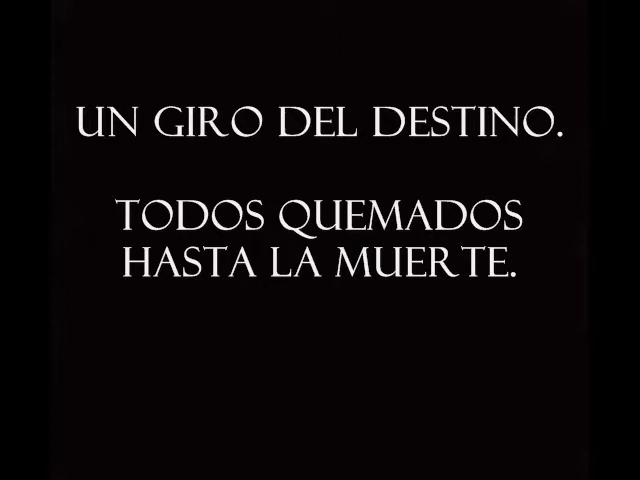 UN GIRO DEL DESTINO.
TODOS QUEMADOS
HASTA LA MUERTE.